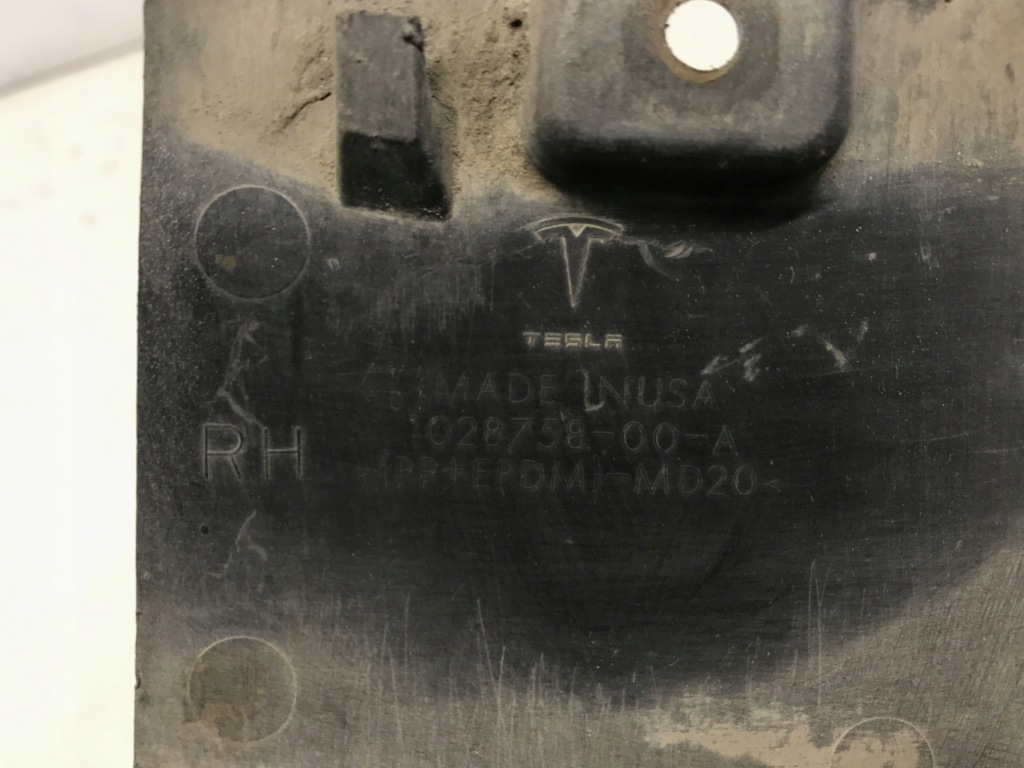 TESLA
MADE IN USA
RH
1028758-00-A
>(PP+EPDM)-MD20<